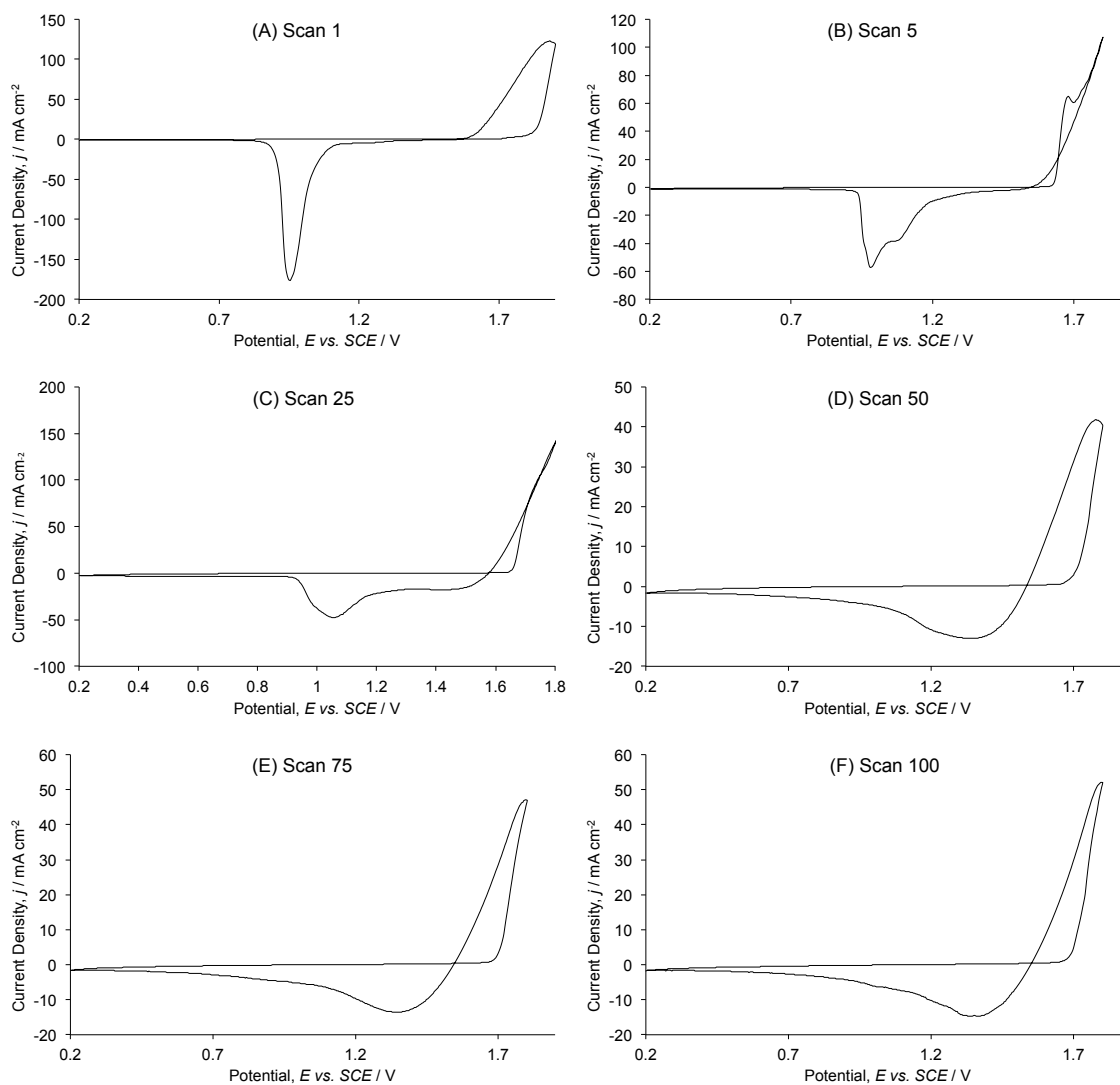 (A) Scan 1
Current Density, j / mA cm-2
150
100
50
0
-50
-100
-150
-200
0.2 0.7 1.2 1.7
Potential, E vs. SCE / V
(B) Scan 5
Current Density, j / mA cm-2
120
100
80
60
40
20
0
-20
-40
-60
-80
0.2 0.7 1.2 1.7
Potential, E vs. SCE / V
(C) Scan 25
Current Density, j / mA cm-2
200
150
100
50
0
-50
-100
0.2 0.4 0.6 0.8 1 1.2 1.4 1.6 1.8
Potential, E vs. SCE / V
(D) Scan 50
Current Desnity, j / mA cm-2
50
40
30
20
10
0
-10
-20
0.2 0.7 1.2 1.7
Potential, E vs. SCE / V
(E) Scan 75
Current Density, j / mA cm-2
60
50
40
30
20
10
0
-10
-20
0.2 0.7 1.2 1.7
Potential, E vs. SCE / V
(F) Scan 100
Current Density, j / mA cm-2
60
50
40
30
20
10
0
-10
-20
0.2 0.7 1.2 1.7
Potential, E vs. SCE / V